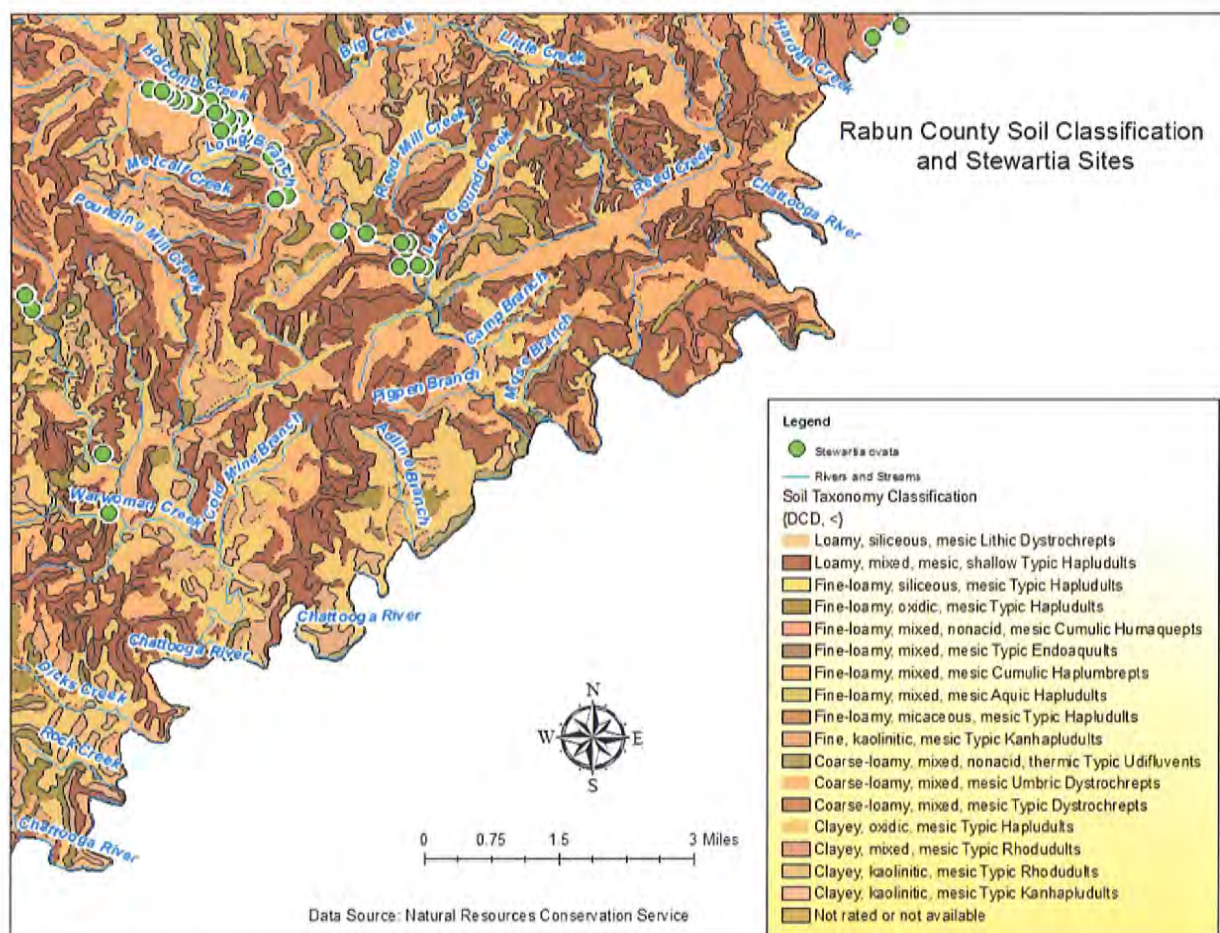 Rabun County Soil Classification
and Stewartia Sites
Holcomb Creek
Big Creek
Little Creek
Harden Creek
Long Branch
Metcalf Creek
Reed Mill Creek
Law Ground Creek
Reed Creek
Chattooga River
Pounding Mill Creek
Camp Branch
Mose Branch
Pigpen Branch
Adline Branch
Gold Mine Branch
Warwoman Creek
Chattooga River
Chattooga River
Dicks Creek
Rock Creek
Chattooga River
N
W
E
S
0 0.75 1.5 3 Miles
Data Source: Natural Resources Conservation Service
Legend
Stewartia ovata
Rivers and Streams
Soil Taxonomy Classification
{DCD, <}
Loamy, siliceous, mesic Lithic Dystrochrepts
Loamy, mixed, mesic, shallow Typic Hapludults
Fine-loamy, siliceous, mesic Typic Hapludults
Fine-loamy, oxidic, mesic Typic Hapludults
Fine-loamy, mixed, nonacid, mesic Cumulic Humaquepts
Fine-loamy, mixed, mesic Typic Endoaquults
Fine-loamy, mixed, mesic Cumulic Haplumbrepts
Fine-loamy, mixed, mesic Aquic Hapludults
Fine-loamy, micaceous, mesic Typic Hapludults
Fine, kaolinitic, mesic Typic Kanhapludults
Coarse-loamy, mixed, nonacid, thermic Typic Udifluvents
Coarse-loamy, mixed, mesic Umbric Dystrochrepts
Coarse-loamy, mixed, mesic Typic Dystrochrepts
Clayey, oxidic, mesic Typic Hapludults
Clayey, mixed, mesic Typic Rhodudults
Clayey, kaolinitic, mesic Typic Rhodudults
Clayey, kaolinitic, mesic Typic Kanhapludults
Not rated or not available